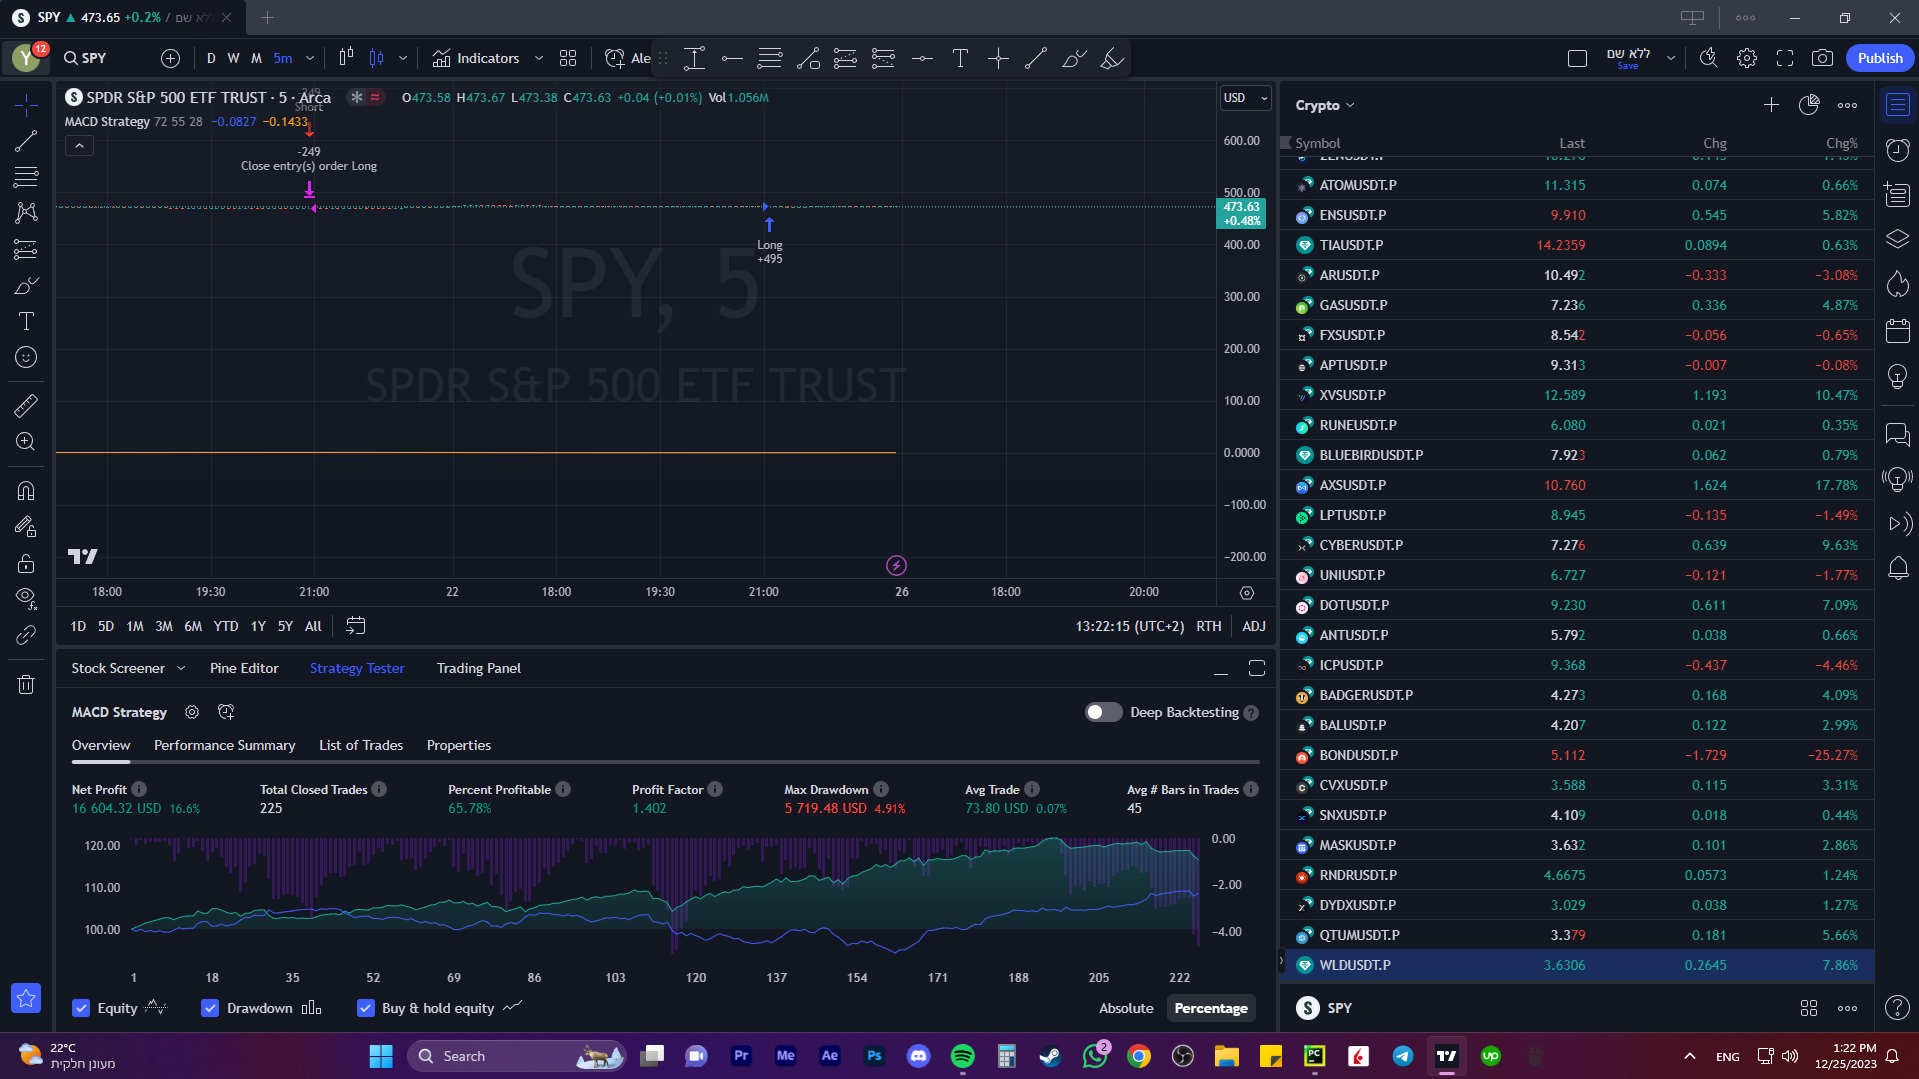 SPY ▲ 473.65 +0.2% / ללא שם
Y 12 SPY D W M 5m Indicators Ale
ללא שם
Save
Publish
SPDR S&P 500 ETF TRUST · 5 · Arca O473.58 H473.67 L473.38 C473.63 +0.04 (+0.01%) Vol1.056M
MACD Strategy 72 55 28 −0.0827 −0.1433
-249
Short
-249
Close entry(s) order Long
Long
+495
SPY, 5
SPDR S&P 500 ETF TRUST
USD
600.00
500.00
473.63
+0.48%
400.00
300.00
200.00
100.00
0.0000
−100.00
−200.00
18:00 19:30 21:00 22 18:00 19:30 21:00 26 18:00 20:00
1D 5D 1M 3M 6M YTD 1Y 5Y All 13:22:15 (UTC+2) RTH ADJ
Stock Screener Pine Editor Strategy Tester Trading Panel
MACD Strategy Deep Backtesting
Overview Performance Summary List of Trades Properties
Net Profit Total Closed Trades Percent Profitable Profit Factor Max Drawdown Avg Trade Avg # Bars in Trades
16 604.32 USD 16.6% 225 65.78% 1.402 5 719.48 USD 4.91% 73.80 USD 0.07% 45
120.00 0.00
110.00 −2.00
100.00 −4.00
1 18 35 52 69 86 103 120 137 154 171 188 205 222
Equity Drawdown Buy & hold equity Absolute Percentage
Crypto
Symbol Last Chg Chg%
ATOMUSDT.P 11.315 0.074 0.66%
ENSUSDT.P 9.910 0.545 5.82%
TIAUSDT.P 14.2359 0.0894 0.63%
ARUSDT.P 10.492 −0.333 −3.08%
GASUSDT.P 7.236 0.336 4.87%
FXSUSDT.P 8.542 −0.056 −0.65%
APTUSDT.P 9.313 −0.007 −0.08%
XVSUSDT.P 12.589 1.193 10.47%
RUNEUSDT.P 6.080 0.021 0.35%
BLUEBIRDUSDT.P 7.923 0.062 0.79%
AXSUSDT.P 10.760 1.624 17.78%
LPTUSDT.P 8.945 −0.135 −1.49%
CYBERUSDT.P 7.276 0.639 9.63%
UNIUSDT.P 6.727 −0.121 −1.77%
DOTUSDT.P 9.230 0.611 7.09%
ANTUSDT.P 5.792 0.038 0.66%
ICPUSDT.P 9.368 −0.437 −4.46%
BADGERUSDT.P 4.273 0.168 4.09%
BALUSDT.P 4.207 0.122 2.99%
BONDUSDT.P 5.112 −1.729 −25.27%
CVXUSDT.P 3.588 0.115 3.31%
SNXUSDT.P 4.109 0.018 0.44%
MASKUSDT.P 3.632 0.101 2.86%
RNDRUSDT.P 4.6675 0.0573 1.24%
DYDXUSDT.P 3.029 0.038 1.27%
QTUMUSDT.P 3.379 0.181 5.66%
WLDUSDT.P 3.6306 0.2645 7.86%
S SPY
22°C
מעונן חלקית
Search
Pr Me Ae Ps 2 PC up
ENG
1:22 PM
12/25/2023